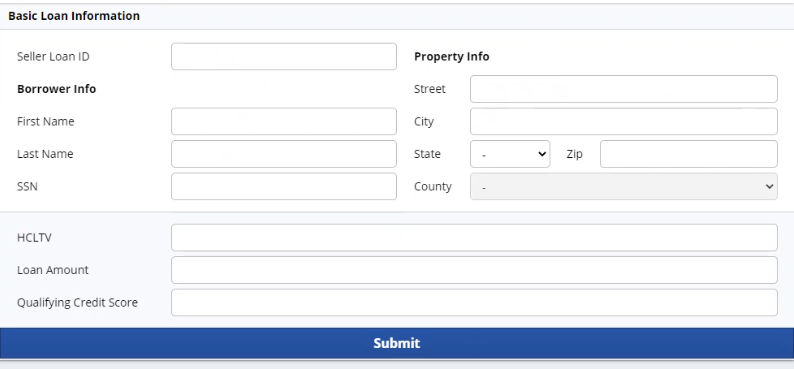 Basic Loan Information
Seller Loan ID
Property Info
Borrower Info
Street
First Name
City
Last Name
State - Zip
SSN
County -
HCLTV
Loan Amount
Qualifying Credit Score
Submit